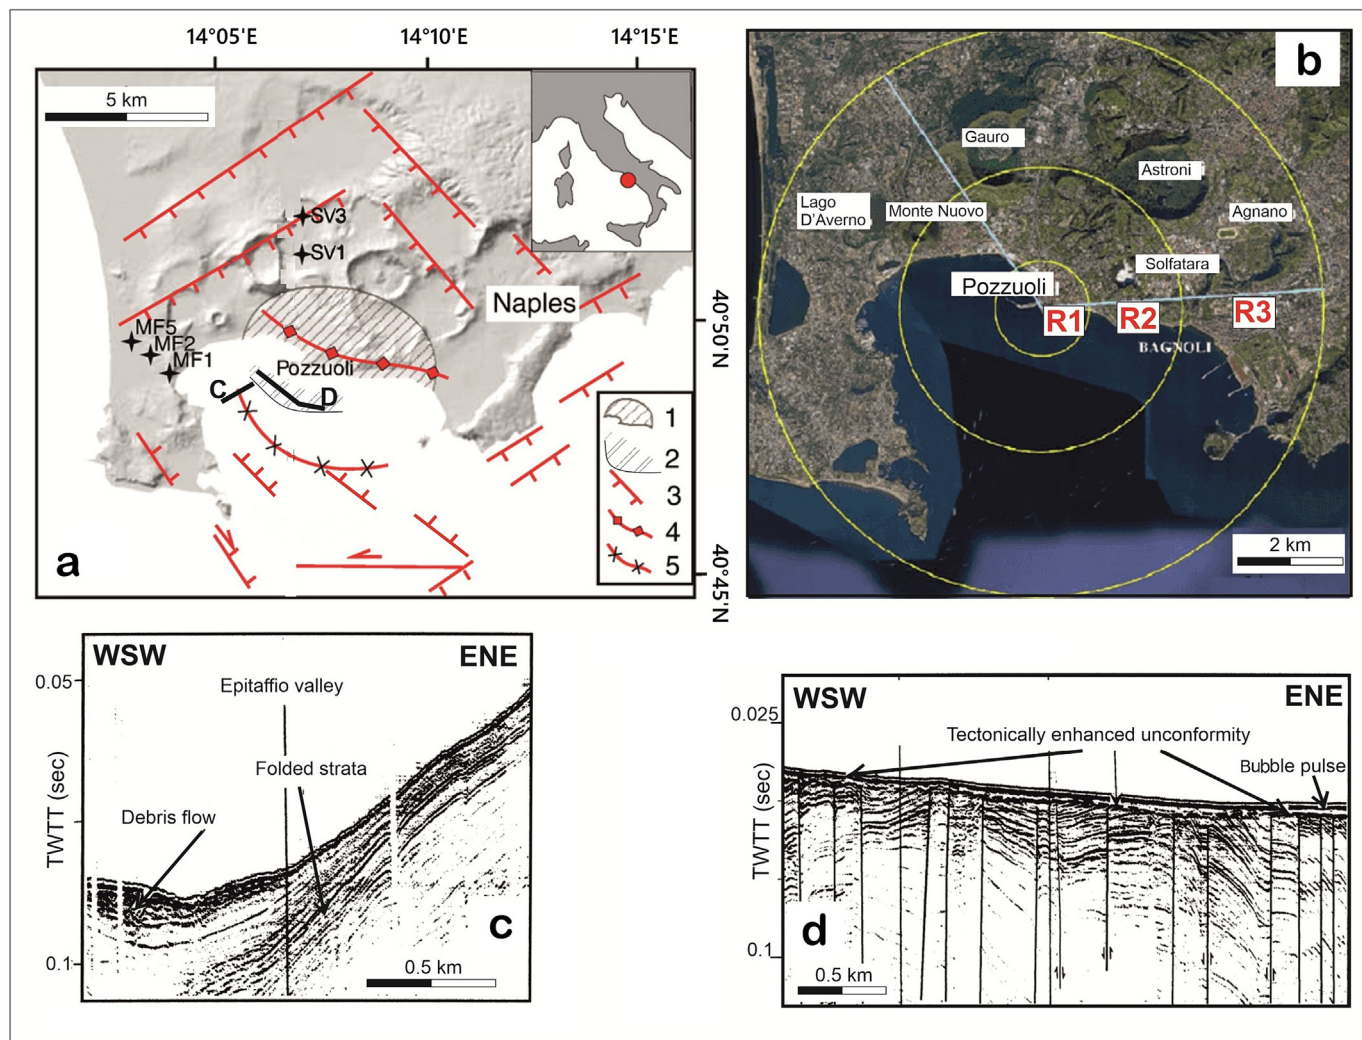 14°05'E
14°10'E
14°15'E
5 km
SV3
SV1
Naples
MF5
MF2
MF1
Pozzuoli
C
D
1
2
3
4
5
a
40°50'N
40°45'N
b
Gauro
Astroni
Lago
D'Averno
Monte Nuovo
Agnano
Solfatara
Pozzuoli
R1
R2
R3
BAGNOLI
2 km
WSW
ENE
0.05
Epitaffio valley
Folded strata
TWTT (sec)
Debris flow
c
0.1
0.5 km
WSW
ENE
0.025
Tectonically enhanced unconformity
Bubble pulse
TWTT (sec)
d
0.1
0.5 km